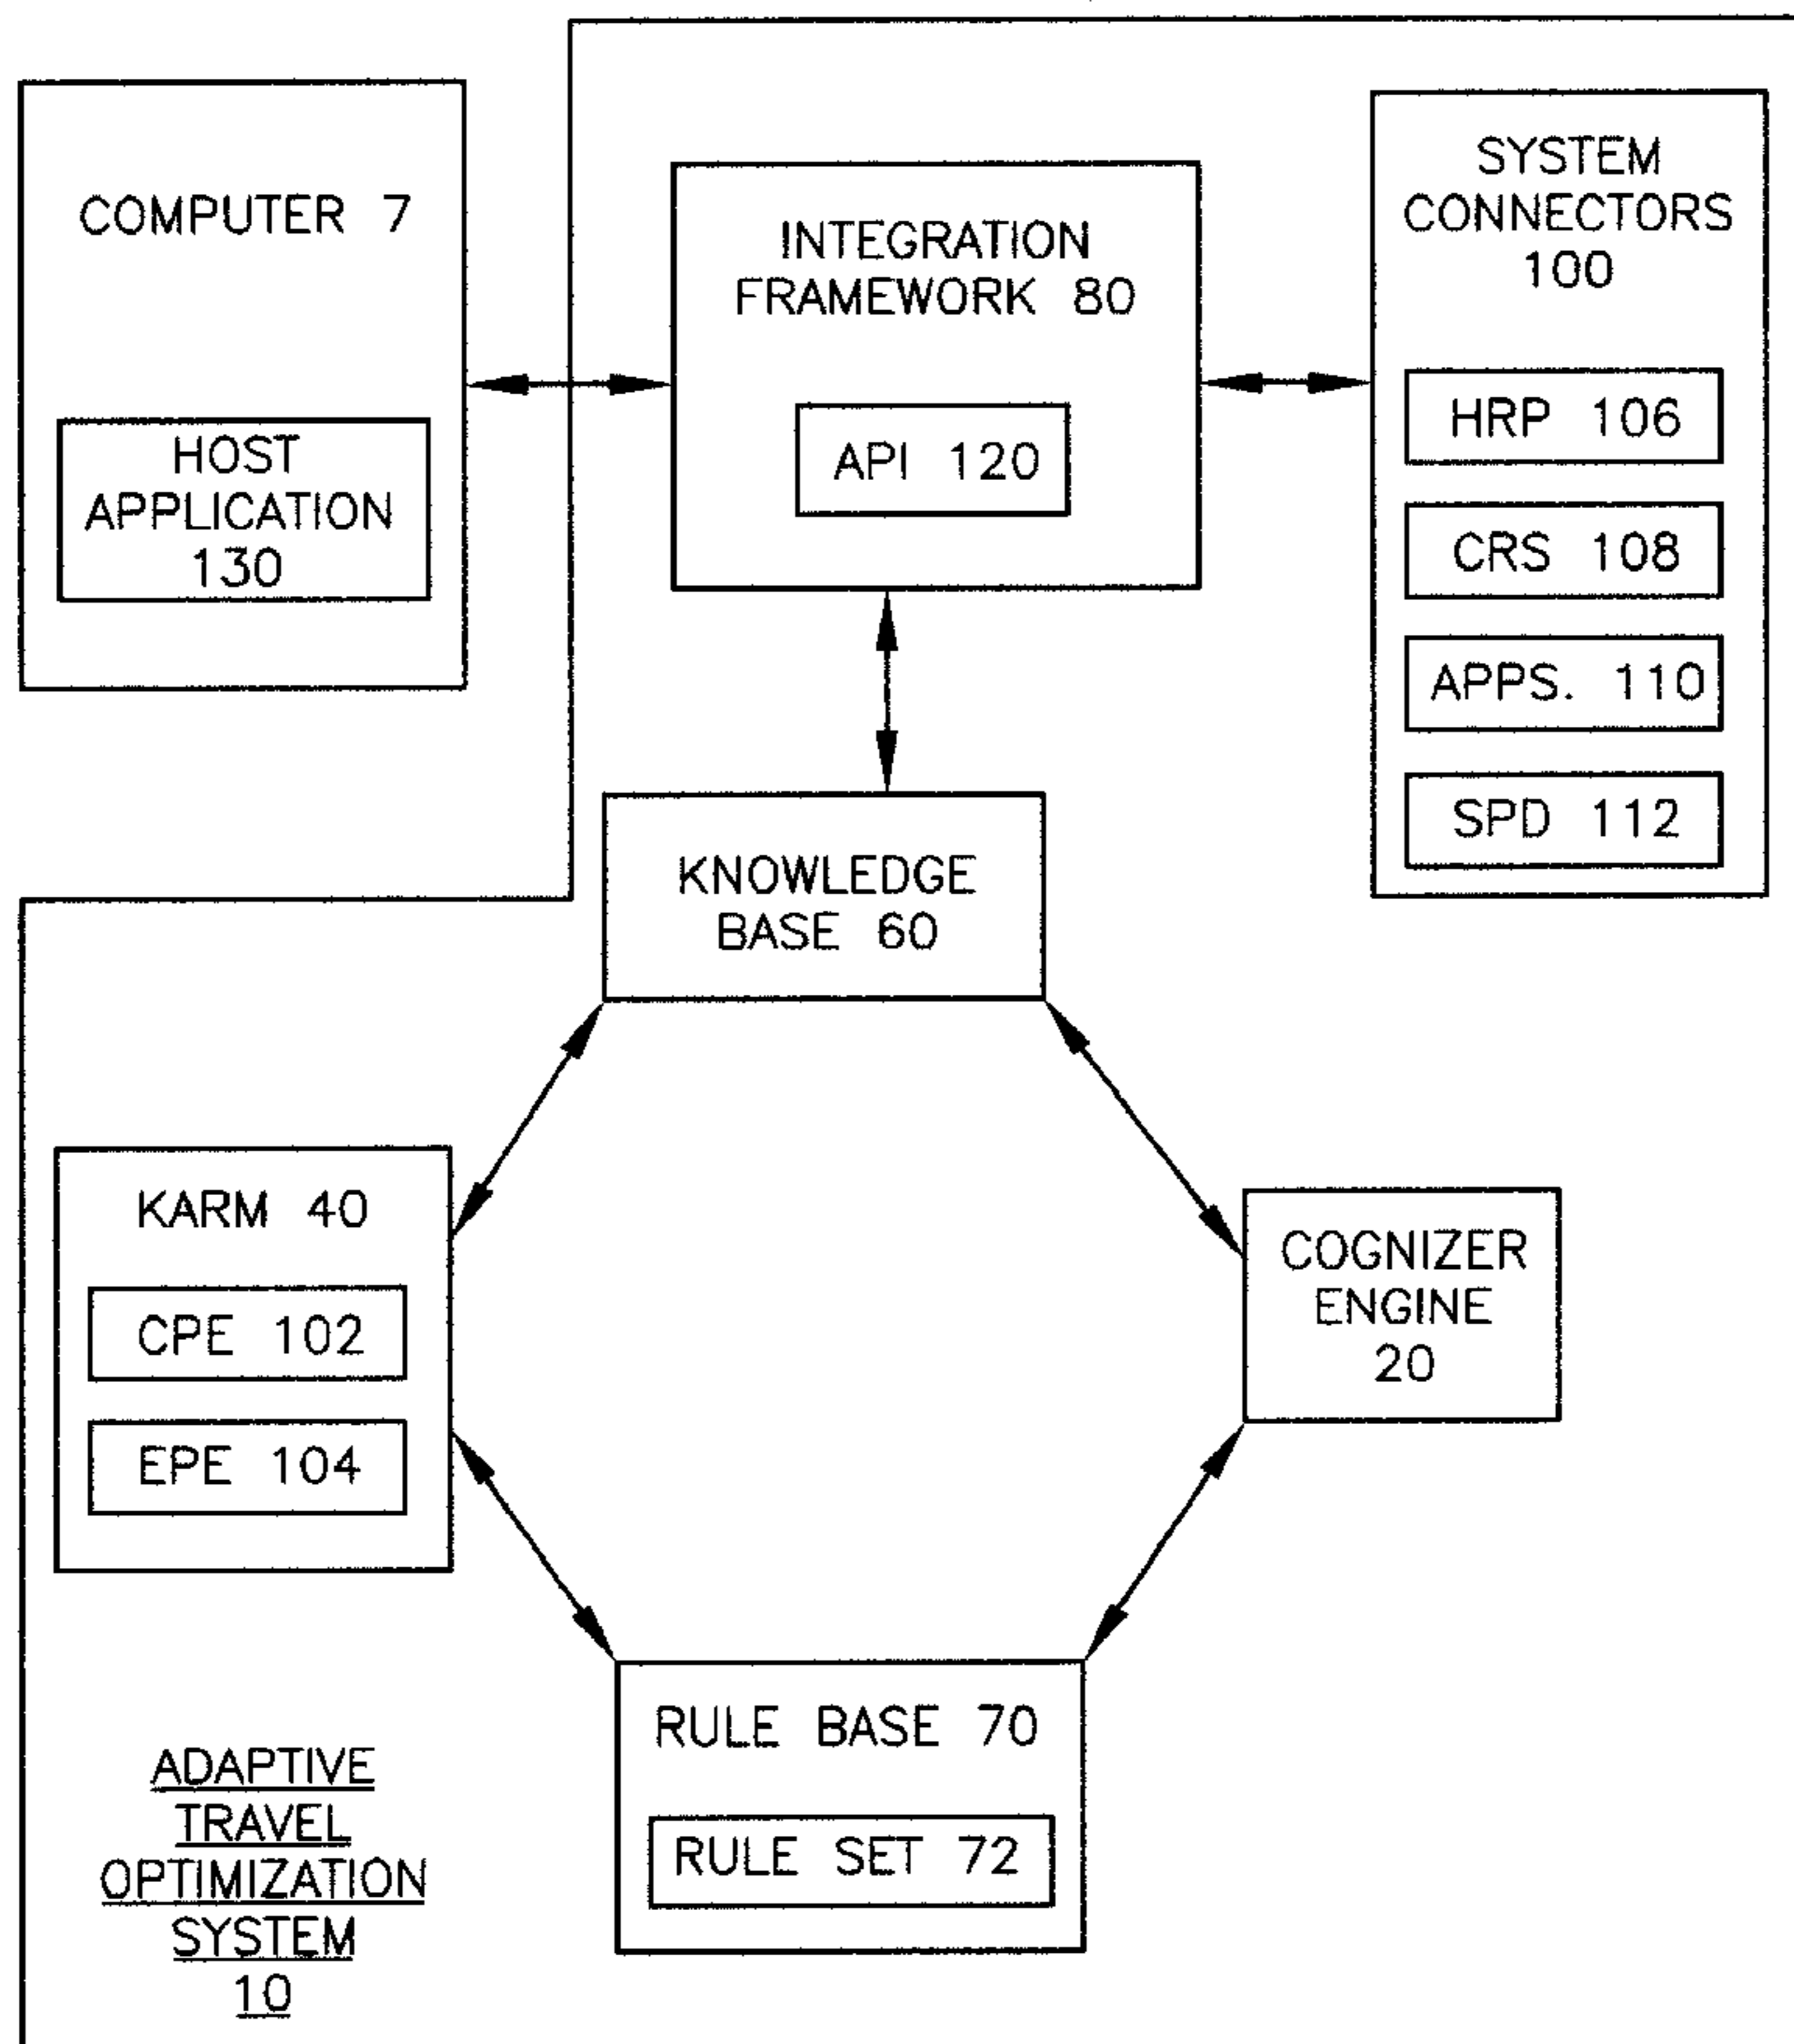 COMPUTER 7
HOST
APPLICATION
130
INTEGRATION
FRAMEWORK 80
API 120
SYSTEM
CONNECTORS
100
HRP 106
CRS 108
APPS. 110
SPD 112
KNOWLEDGE
BASE 60
KARM 40
CPE 102
EPE 104
COGNIZER
ENGINE
20
RULE BASE 70
RULE SET 72
ADAPTIVE
TRAVEL
OPTIMIZATION
SYSTEM
10